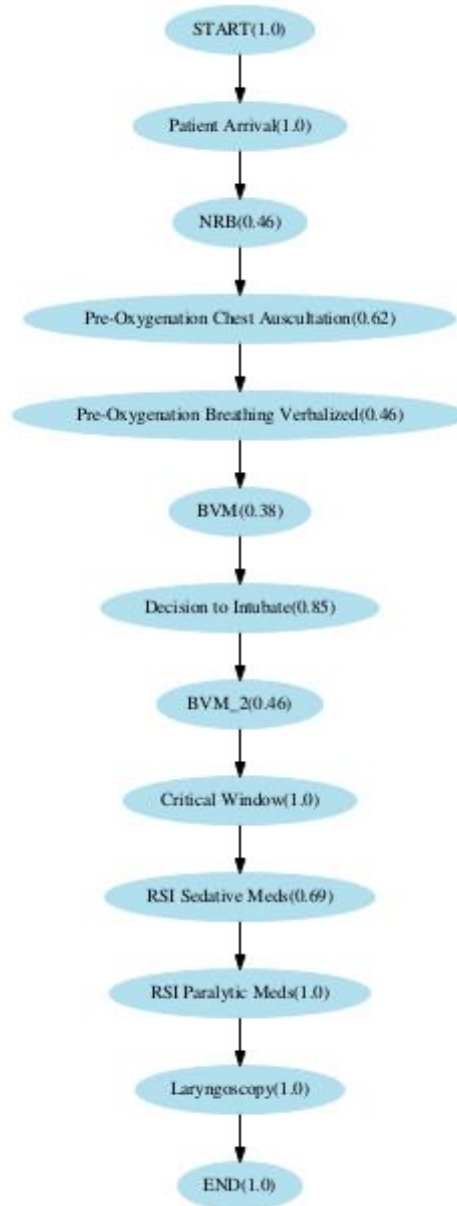 START(1.0)
Patient Arrival(1.0)
NRB(0.46)
Pre-Oxygenation Chest Auscultation(0.62)
Pre-Oxygenation Breathing Verbalized(0.46)
BVM(0.38)
Decision to Intubate(0.85)
BVM_2(0.46)
Critical Window(1.0)
RSI Sedative Meds(0.69)
RSI Paralytic Meds(1.0)
Laryngoscopy(1.0)
END(1.0)